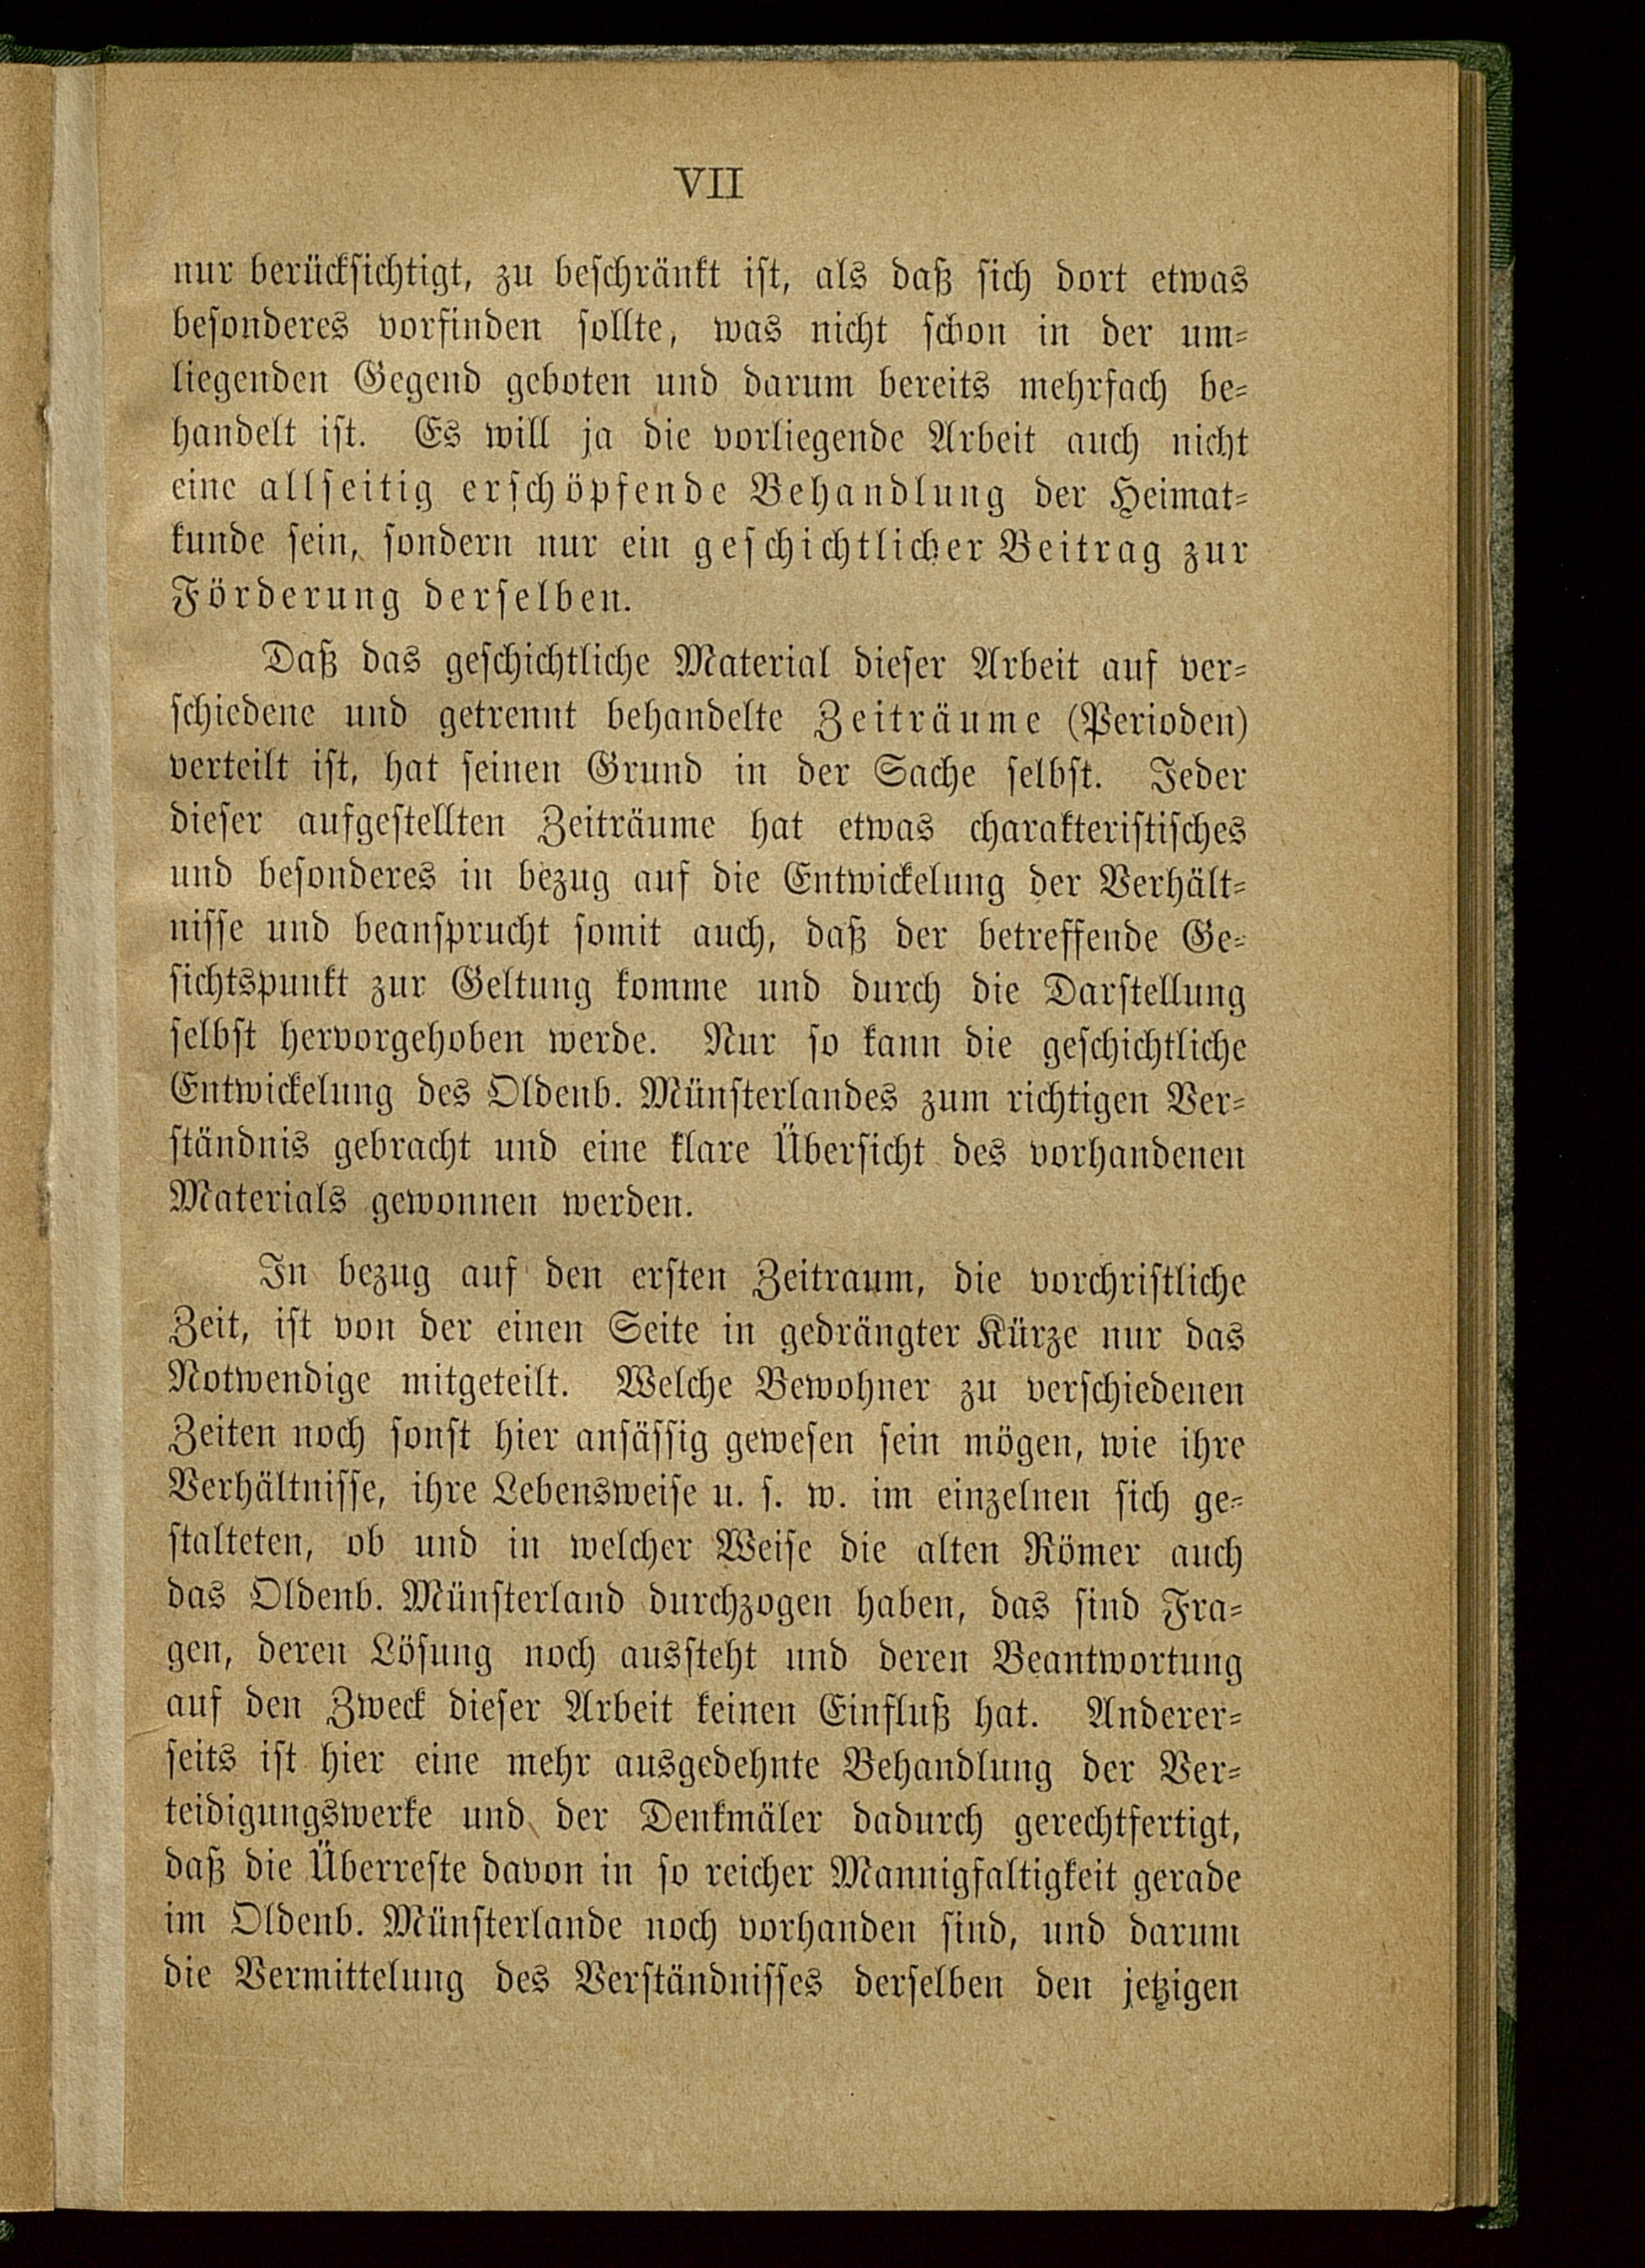 VII
nur berücksichtigt, zu beschränkt ist, als daß sich dort etwas
besonderes vorfinden sollte, was nicht schon in der um-
liegenden Gegend geboten und darum bereits mehrfach be-
handelt ist. Es will ja die vorliegende Arbeit auch nicht
eine allseitig erschöpfende Behandlung der Heimat-
kunde sein, sondern nur ein geschichtlicher Beitrag zur
Förderung derselben.
Daß das geschichtliche Material dieser Arbeit auf ver-
schiedene und getrennt behandelte Zeiträume (Perioden)
verteilt ist, hat seinen Grund in der Sache selbst. Jeder
dieser aufgestellten Zeiträume hat etwas charakteristisches
und besonderes in bezug auf die Entwickelung der Verhält-
nisse und beansprucht somit auch, daß der betreffende Ge-
sichtspunkt zur Geltung komme und durch die Darstellung
selbst hervorgehoben werde. Nur so kann die geschichtliche
Entwickelung des Oldenb. Münsterlandes zum richtigen Ver-
ständnis gebracht und eine klare Übersicht des vorhandenen
Materials gewonnen werden.
In bezug auf den ersten Zeitraum, die vorchristliche
Zeit, ist von der einen Seite in gedrängter Kürze nur das
Notwendige mitgeteilt. Welche Bewohner zu verschiedenen
Zeiten noch sonst hier ansässig gewesen sein mögen, wie ihre
Verhältnisse, ihre Lebensweise u. s. w. im einzelnen sich ge-
stalteten, ob und in welcher Weise die alten Römer auch
das Oldenb. Münsterland durchzogen haben, das sind Fra-
gen, deren Lösung noch aussteht und deren Beantwortung
auf den Zweck dieser Arbeit keinen Einfluß hat. Anderer-
seits ist hier eine mehr ausgedehnte Behandlung der Ver-
teidigungswerke und der Denkmäler dadurch gerechtfertigt,
daß die Überreste davon in so reicher Mannigfaltigkeit gerade
im Oldenb. Münsterlande noch vorhanden sind, und darum
die Vermittelung des Verständnisses derselben den jetzigen